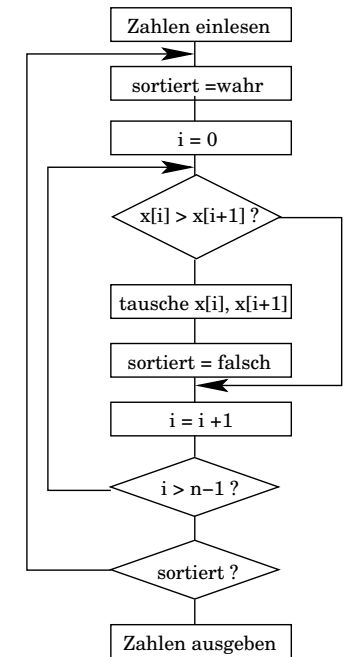 Zahlen einlesen
sortiert =wahr
i = 0
x[i] > x[i+1] ?
tausche x[i], x[i+1]
sortiert = falsch
i = i +1
i > n−1 ?
sortiert ?
Zahlen ausgeben